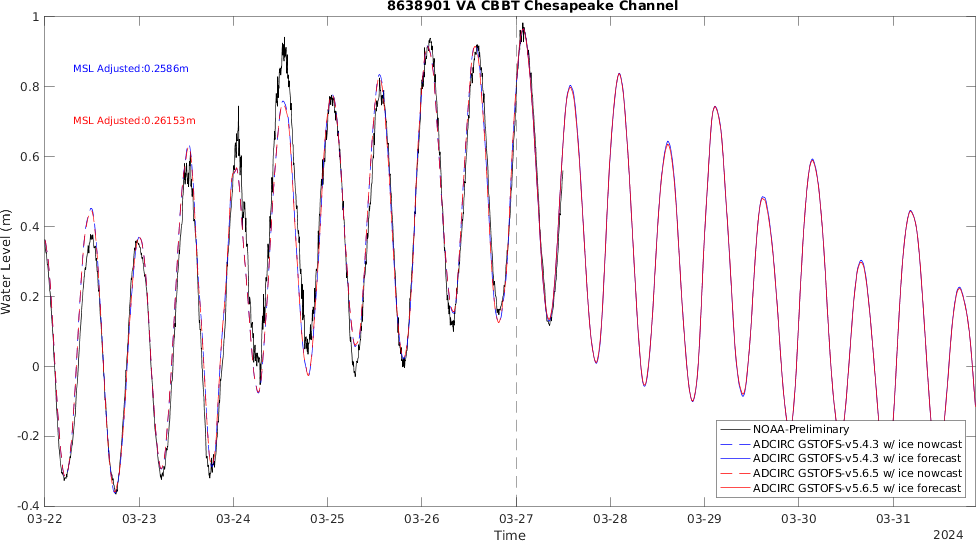 8638901 VA CBBT Chesapeake Channel
1
MSL Adjusted:0.2586m
0.8
MSL Adjusted:0.26153m
0.6
0.4
Water Level (m)
0.2
0
-0.2
NOAA-Preliminary
ADCIRC GSTOFS-v5.4.3 w/ ice nowcast
ADCIRC GSTOFS-v5.4.3 w/ ice forecast
ADCIRC GSTOFS-v5.6.5 w/ ice nowcast
ADCIRC GSTOFS-v5.6.5 w/ ice forecast
-0.4
03-22 03-23 03-24 03-25 03-26 03-27 03-28 03-29 03-30 03-31
Time
2024